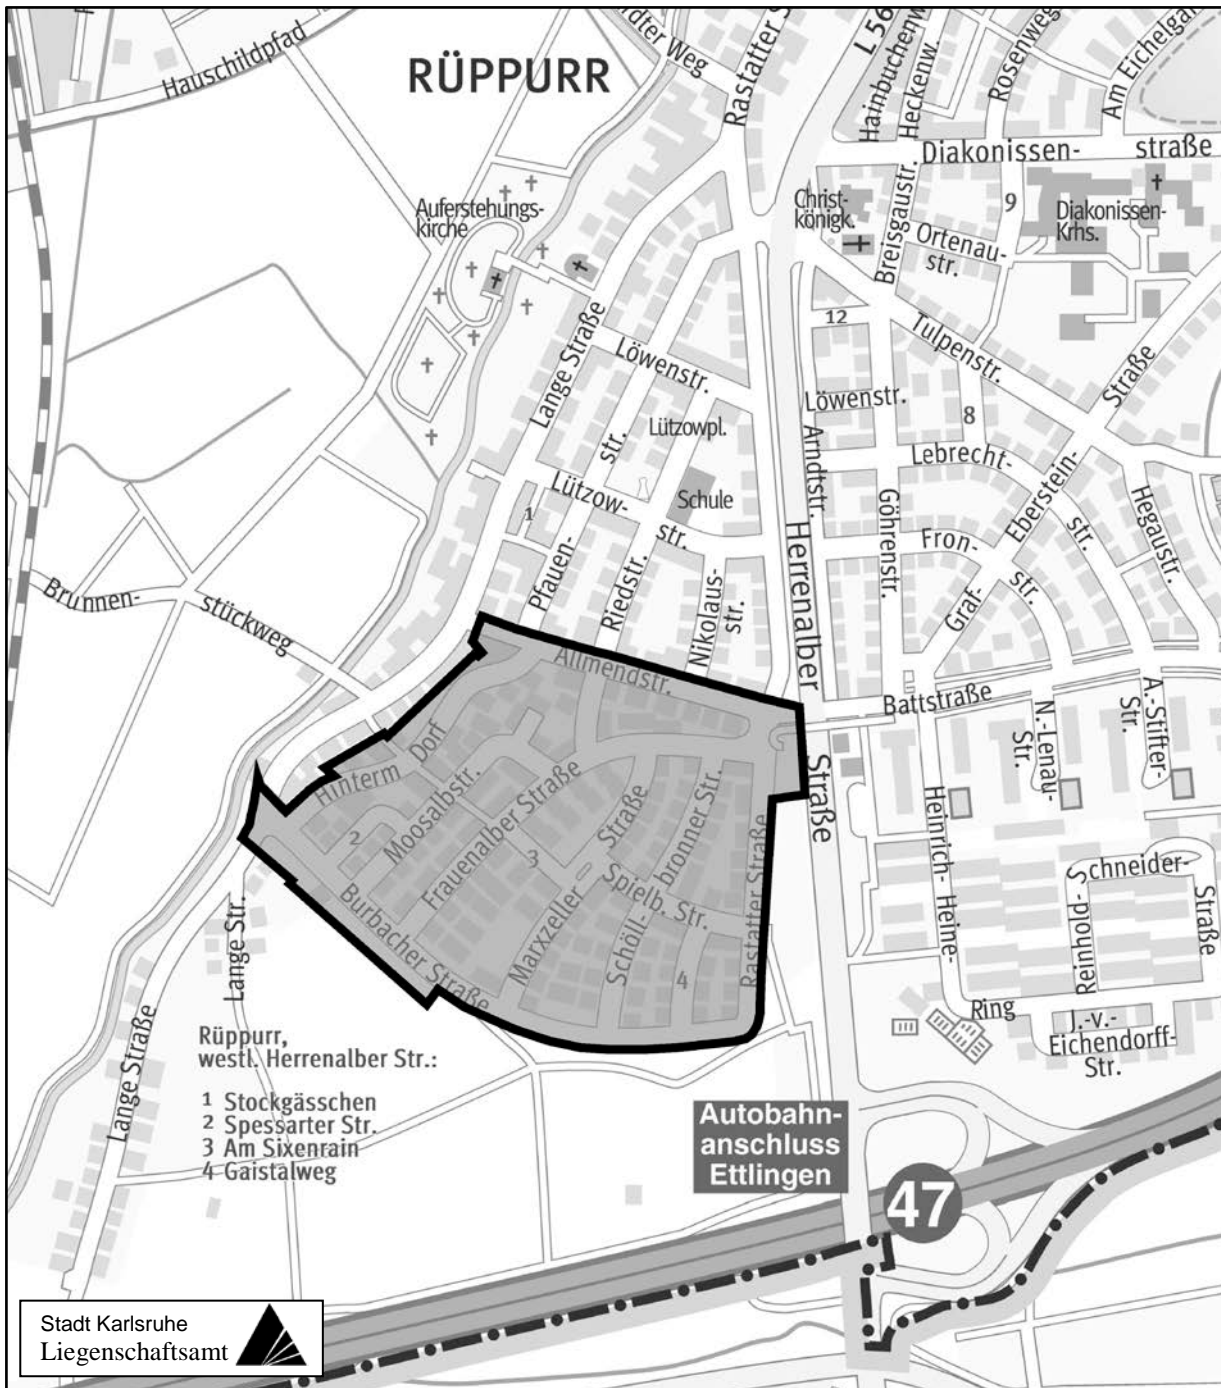 RÜPPURR
Hauschildpfad
rdter Weg
Rastatter S
L 56
Hainbuchenw.
Heckenw.
Rosenweg
Am Eichelgar
Diakonissen-
straße
Auferstehungs-
kirche
Christ-
königk.
Breisgaustr.
9
Diakonissen-
Krhs.
Ortenau-
str.
12
Tulpenstr.
Straße
Lange Straße
Löwenstr.
Löwenstr.
8
Lützowpl.
str.
Arndtstr.
Lebrecht-
str.
Eberstein-
Lützow-
str.
Schule
1
Göhrenstr.
Hegaustr.
Herrenalber
Fron-
str.
Pfauen-
Riedstr.
Nikolaus-
str.
Graf-
Brunnen-
stückweg
Allmendstr.
Battstraße
N.-Lenau-
Str.
A.-Stifter-
Str.
Hinterm Dorf
Straße
Moosalbstr.
Frauenalber Straße
Straße
bronner Str.
Rastatter Straße
2
3
Heinrich-Heine-
Schneider-
Straße
Reinhold-
Burbacher Straße
Marxzeller
Spielb. Str.
Schöll-
4
Lange Str.
Ring
J.-v.-
Eichendorff-
Str.
Lange Straße
Rüppurr,
westl. Herrenalber Str.:
1 Stockgässchen
2 Spessarter Str.
3 Am Sixenrain
4 Gaistalweg
Autobahn-
anschluss
Ettlingen
47
Stadt Karlsruhe
Liegenschaftsamt